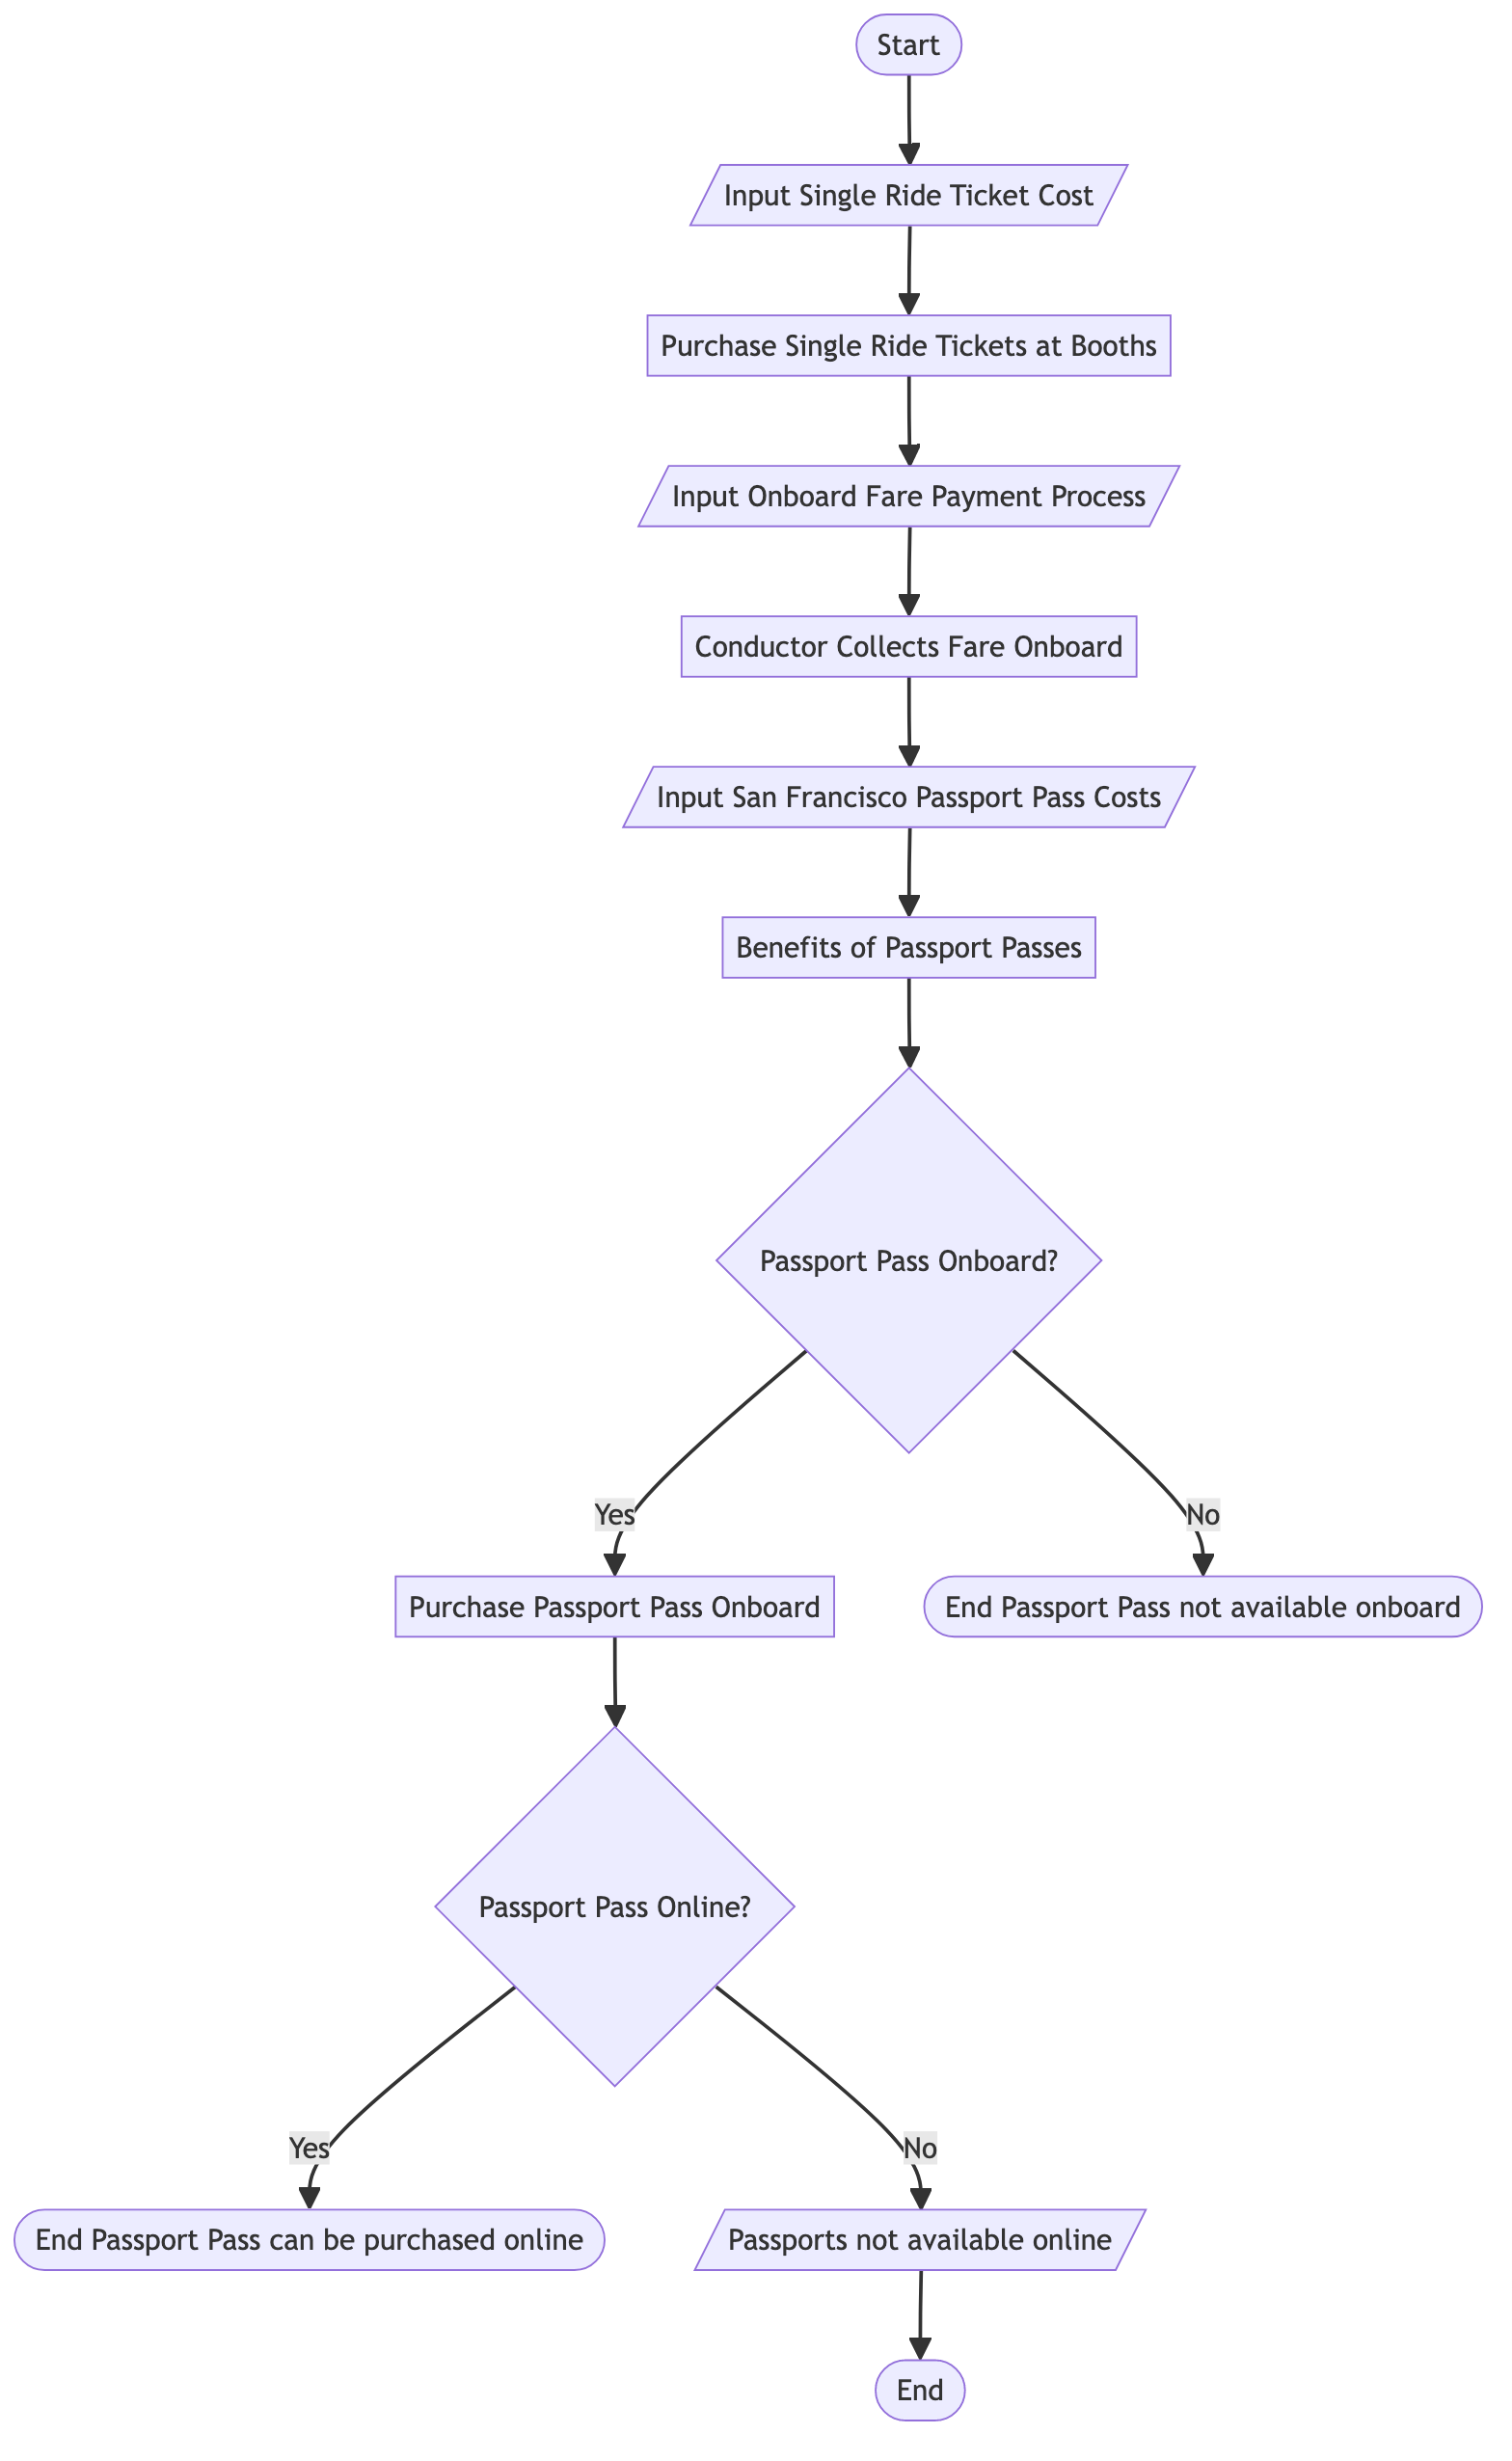 Start
Input Single Ride Ticket Cost
Purchase Single Ride Tickets at Booths
Input Onboard Fare Payment Process
Conductor Collects Fare Onboard
Input San Francisco Passport Pass Costs
Benefits of Passport Passes
Passport Pass Onboard?
Yes
No
Purchase Passport Pass Onboard
End Passport Pass not available onboard
Passport Pass Online?
Yes
No
End Passport Pass can be purchased online
Passports not available online
End